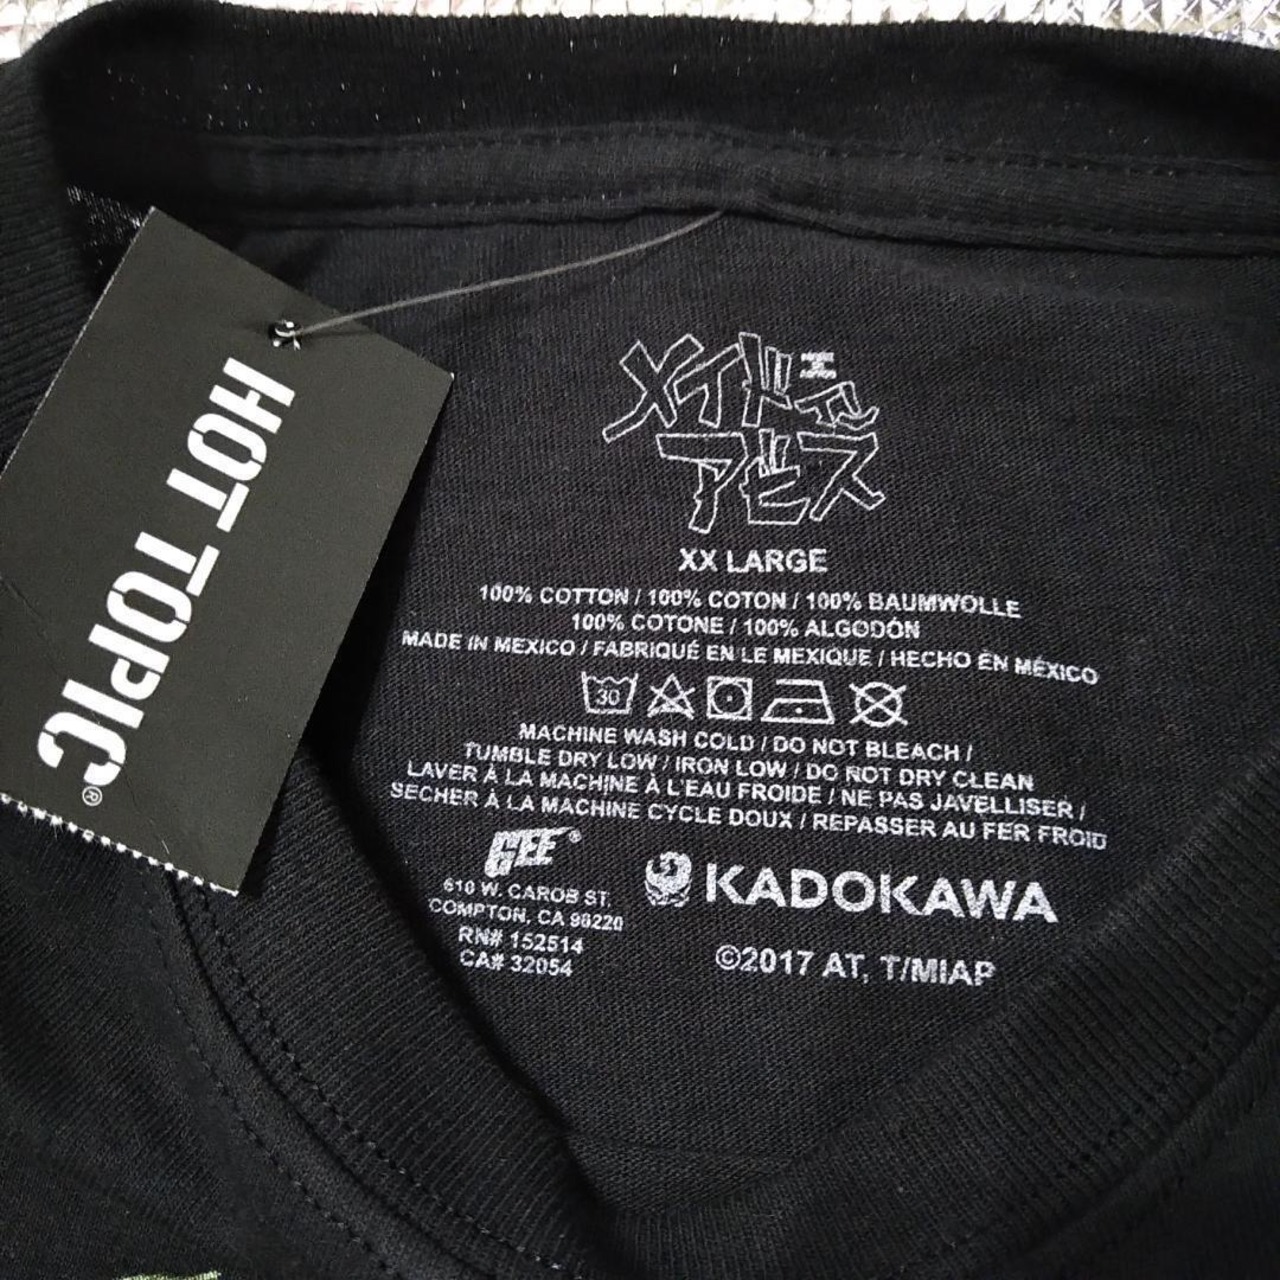 HOT TOPIC®
メイドイン
アビス
XX LARGE
100% COTTON / 100% COTON / 100% BAUMWOLLE
100% COTONE / 100% ALGODÓN
MADE IN MEXICO / FABRIQUÉ EN LE MEXIQUE / HECHO EN MÉXICO
30
MACHINE WASH COLD / DO NOT BLEACH /
TUMBLE DRY LOW / IRON LOW / DO NOT DRY CLEAN
LAVER À LA MACHINE À L'EAU FROIDE / NE PAS JAVELLISER /
SECHER À LA MACHINE CYCLE DOUX / REPASSER AU FER FROID
GEE®
610 W. CAROB ST.
COMPTON, CA 90220
RN# 152514
CA# 32054
KADOKAWA
©2017 AT, T/MIAP